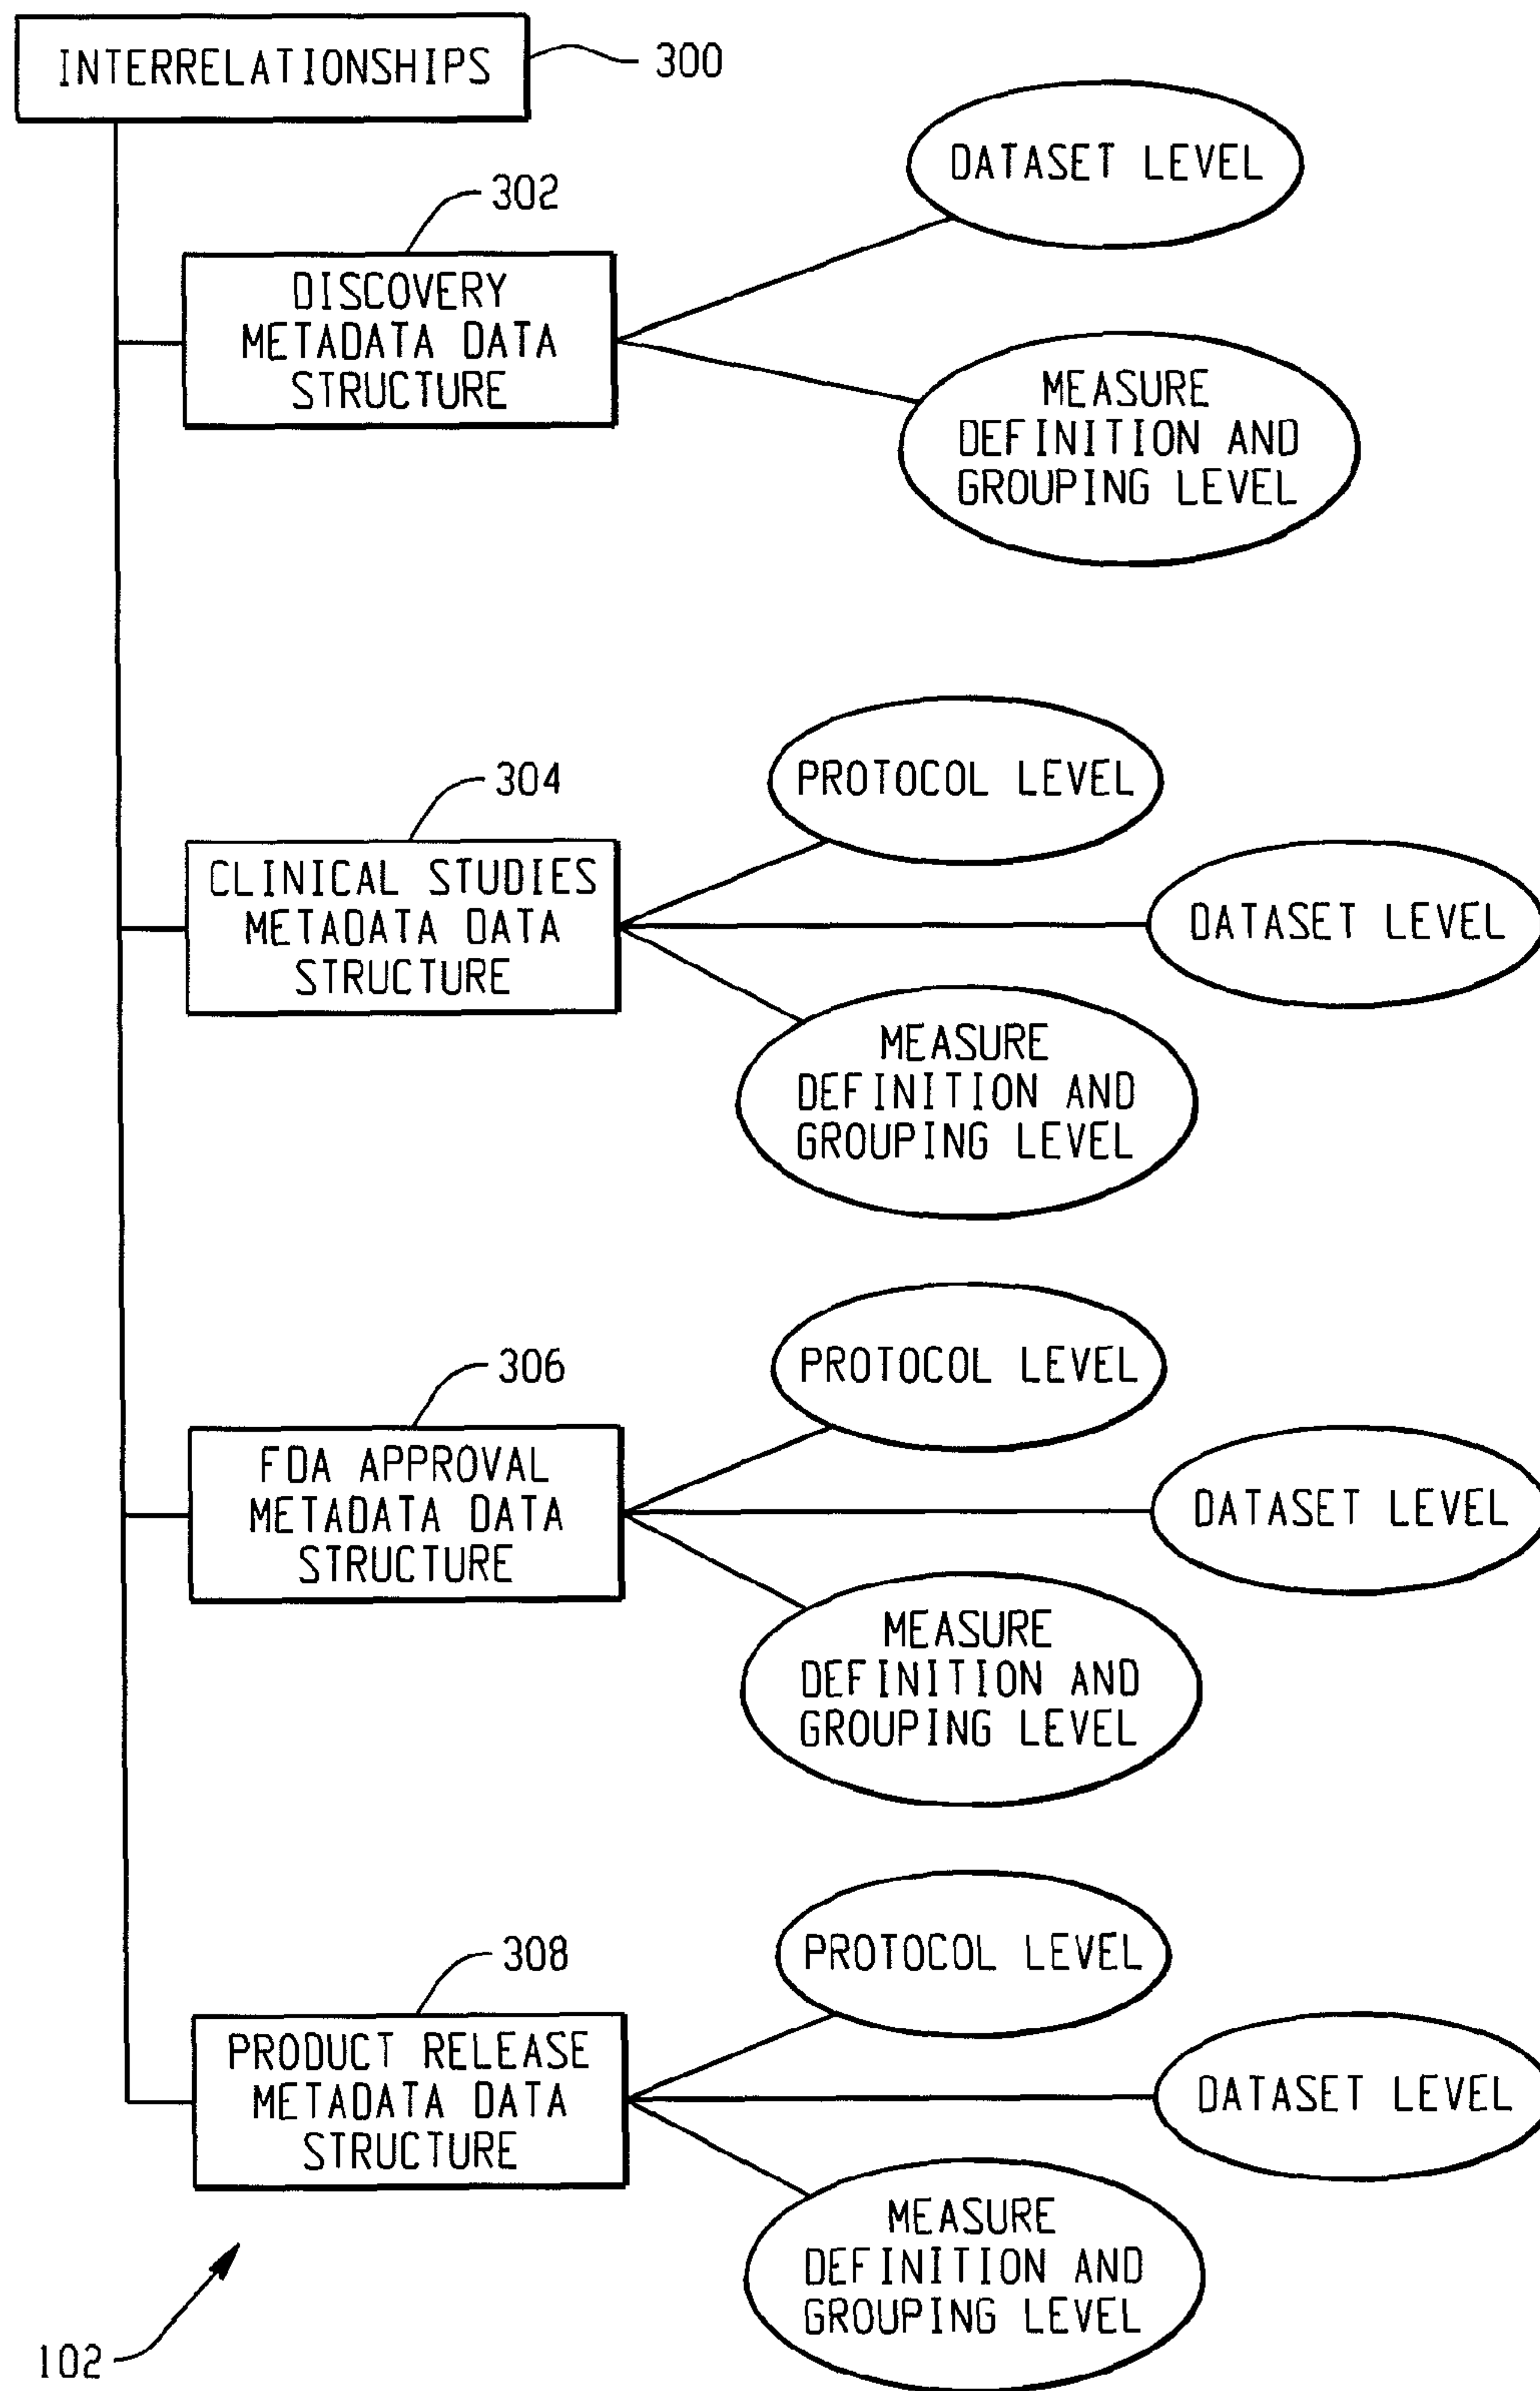 INTERRELATIONSHIPS
300
DATASET LEVEL
302
DISCOVERY
METADATA DATA
STRUCTURE
MEASURE
DEFINITION AND
GROUPING LEVEL
PROTOCOL LEVEL
304
CLINICAL STUDIES
METADATA DATA
STRUCTURE
DATASET LEVEL
MEASURE
DEFINITION AND
GROUPING LEVEL
PROTOCOL LEVEL
306
FDA APPROVAL
METADATA DATA
STRUCTURE
DATASET LEVEL
MEASURE
DEFINITION AND
GROUPING LEVEL
PROTOCOL LEVEL
308
PRODUCT RELEASE
METADATA DATA
STRUCTURE
DATASET LEVEL
MEASURE
DEFINITION AND
GROUPING LEVEL
102